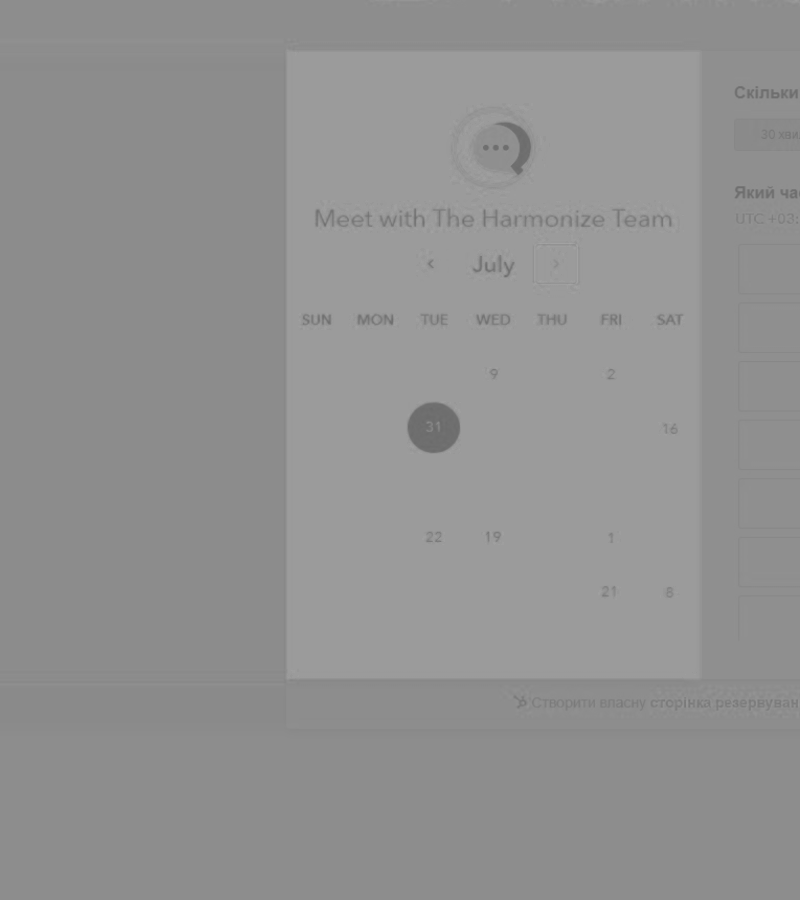 Скільки
30 хви
Meet with The Harmonize Team
Який ча
UTC +03:
‹ July ›
SUN MON TUE WED THU FRI SAT
9 2
31 16
22 19 1
21 8
Створити власну сторінка резервуван